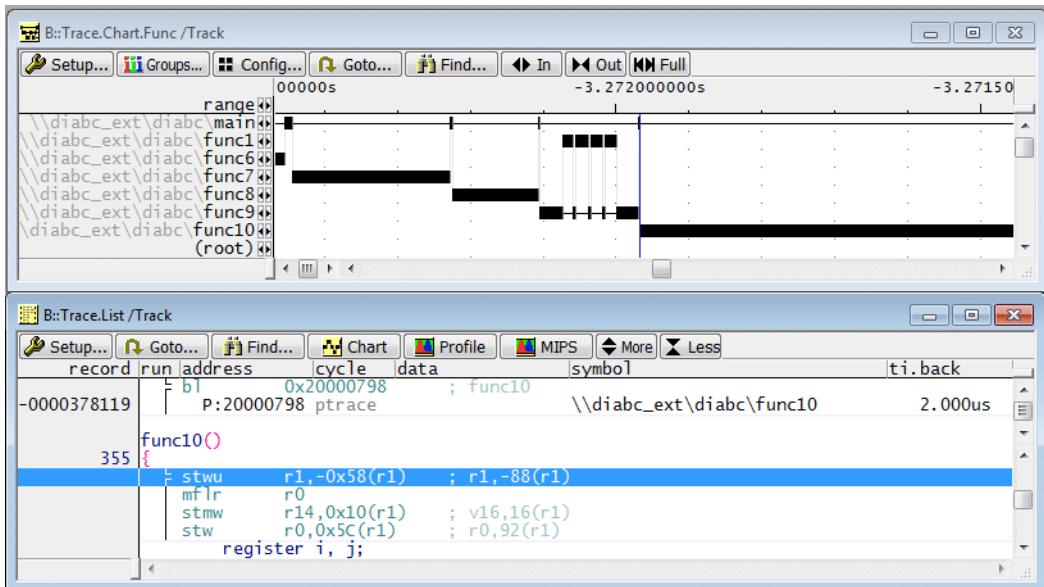 B::Trace.Chart.Func /Track
Setup... Groups... Config... Goto... Find... In Out Full
00000s -3.272000000s -3.27150
range
\\diabc_ext\diabc\main
\\diabc_ext\diabc\func1
\\diabc_ext\diabc\func6
\\diabc_ext\diabc\func7
\\diabc_ext\diabc\func8
\\diabc_ext\diabc\func9
\diabc_ext\diabc\func10
(root)
B::Trace.List /Track
Setup... Goto... Find... Chart Profile MIPS More Less
record run address cycle data symbol ti.back
bl 0x20000798 ; func10
-0000378119 P:20000798 ptrace \\diabc_ext\diabc\func10 2.000us
func10()
355 {
stwu r1,-0x58(r1) ; r1,-88(r1)
mflr r0
stmw r14,0x10(r1) ; v16,16(r1)
stw r0,0x5C(r1) ; r0,92(r1)
register i, j;